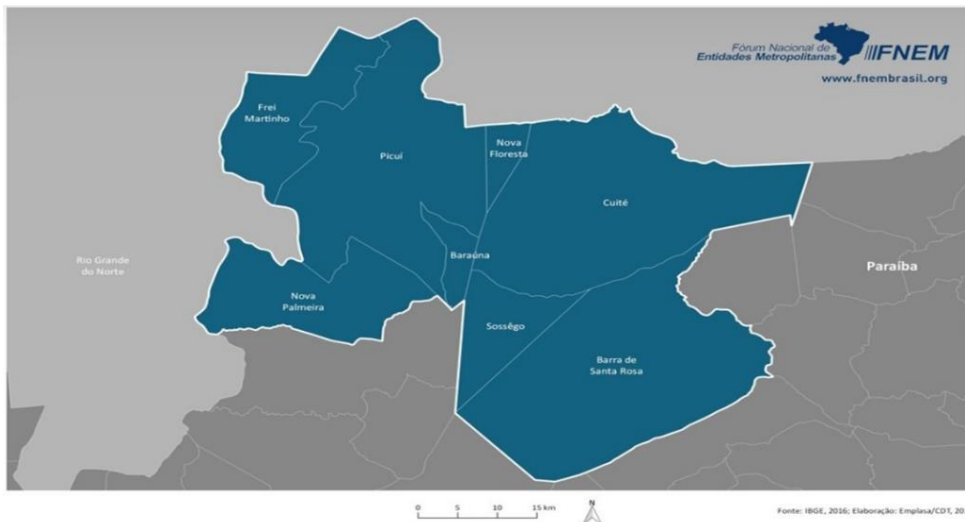 Fórum Nacional de
Entidades Metropolitanas
FNEM
www.fnembrasil.org
Frei
Martinho
Picuí
Nova
Floresta
Cuité
Baraúna
Rio Grande
do Norte
Paraíba
Nova
Palmeira
Sossêgo
Barra de
Santa Rosa
0 5 10 15 km
N
Fonte: IBGE, 2016; Elaboração: Emplasa/CDT, 20